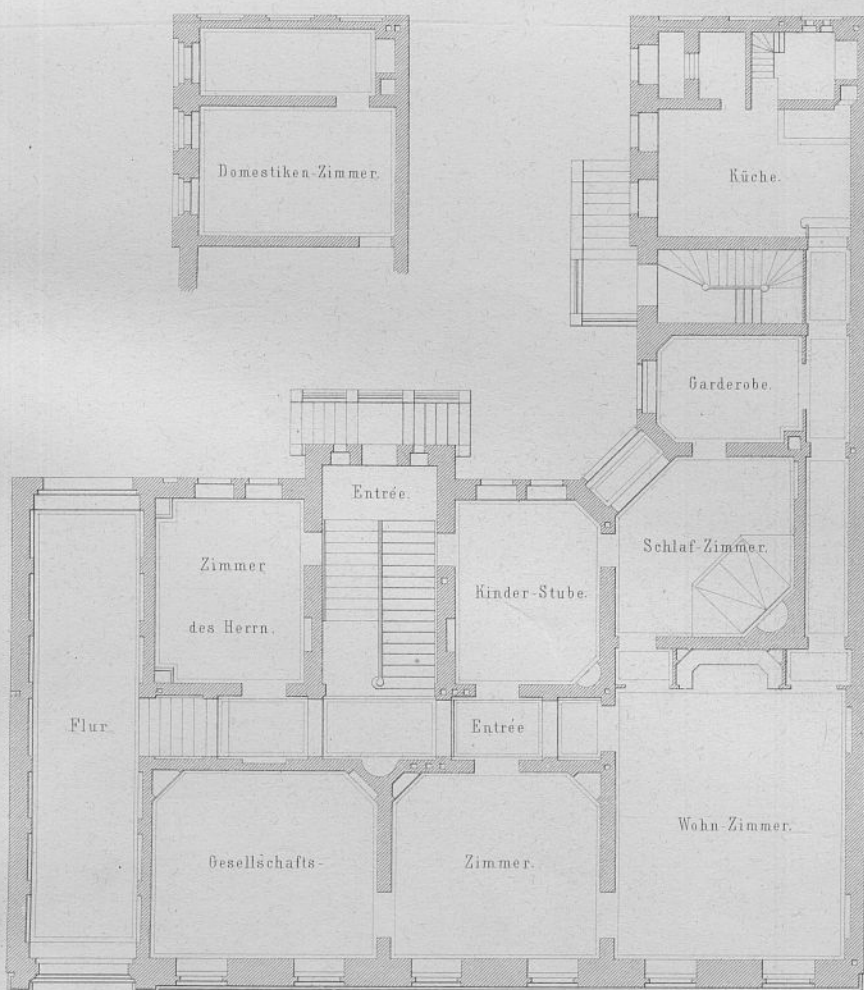 Domestiken-Zimmer.
Küche.
Garderobe.
Entrée.
Schlaf-Zimmer.
Zimmer
des Herrn.
Kinder-Stube.
Flur
Entrée
Wohn-Zimmer.
Gesellschafts-
Zimmer.